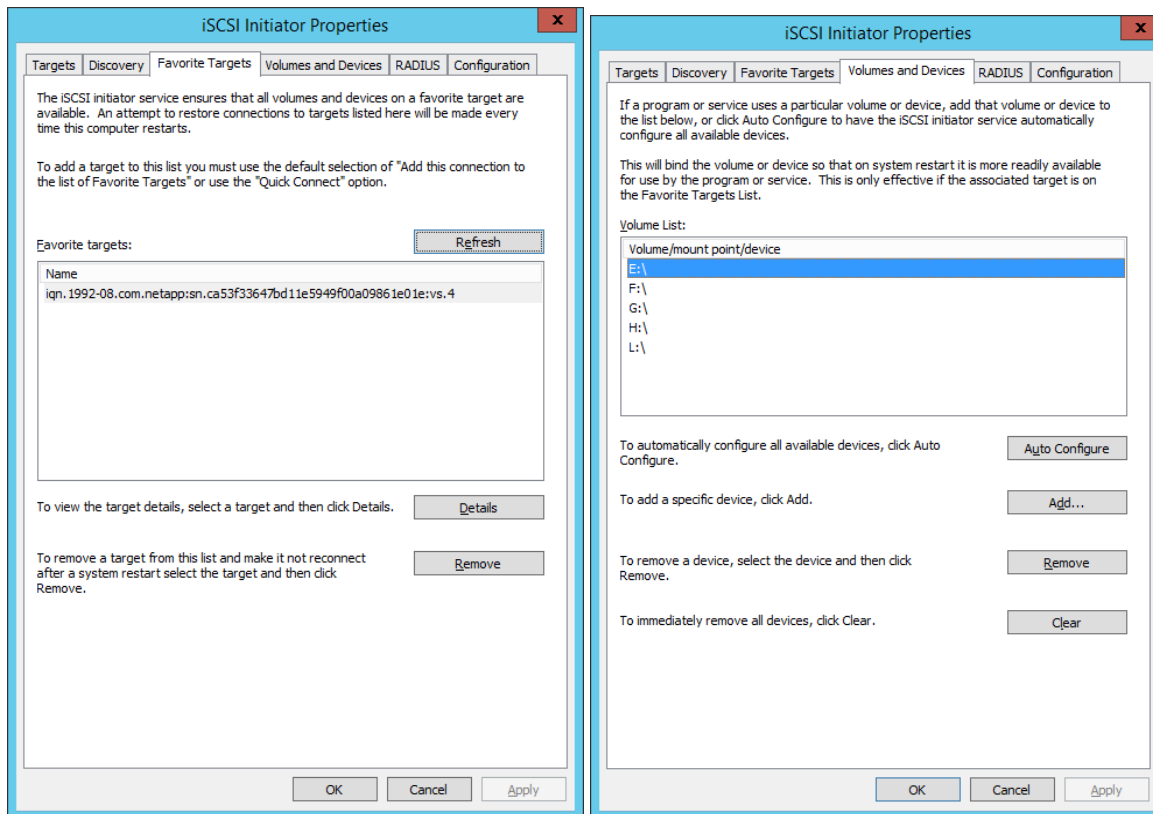 iSCSI Initiator Properties
x
Targets Discovery Favorite Targets Volumes and Devices RADIUS Configuration
The iSCSI initiator service ensures that all volumes and devices on a favorite target are
available. An attempt to restore connections to targets listed here will be made every
time this computer restarts.
To add a target to this list you must use the default selection of "Add this connection to
the list of Favorite Targets" or use the "Quick Connect" option.
Favorite targets:
Refresh
Name
iqn.1992-08.com.netapp:sn.ca53f33647bd11e5949f00a09861e01e:vs.4
To view the target details, select a target and then click Details.
Details
To remove a target from this list and make it not reconnect
after a system restart select the target and then click
Remove.
Remove
OK Cancel Apply
iSCSI Initiator Properties
x
Targets Discovery Favorite Targets Volumes and Devices RADIUS Configuration
If a program or service uses a particular volume or device, add that volume or device to
the list below, or click Auto Configure to have the iSCSI initiator service automatically
configure all available devices.
This will bind the volume or device so that on system restart it is more readily available
for use by the program or service. This is only effective if the associated target is on
the Favorite Targets List.
Volume List:
Volume/mount point/device
E:\
F:\
G:\
H:\
L:\
To automatically configure all available devices, click Auto
Configure.
Auto Configure
To add a specific device, click Add.
Add...
To remove a device, select the device and then click
Remove.
Remove
To immediately remove all devices, click Clear.
Clear
OK Cancel Apply